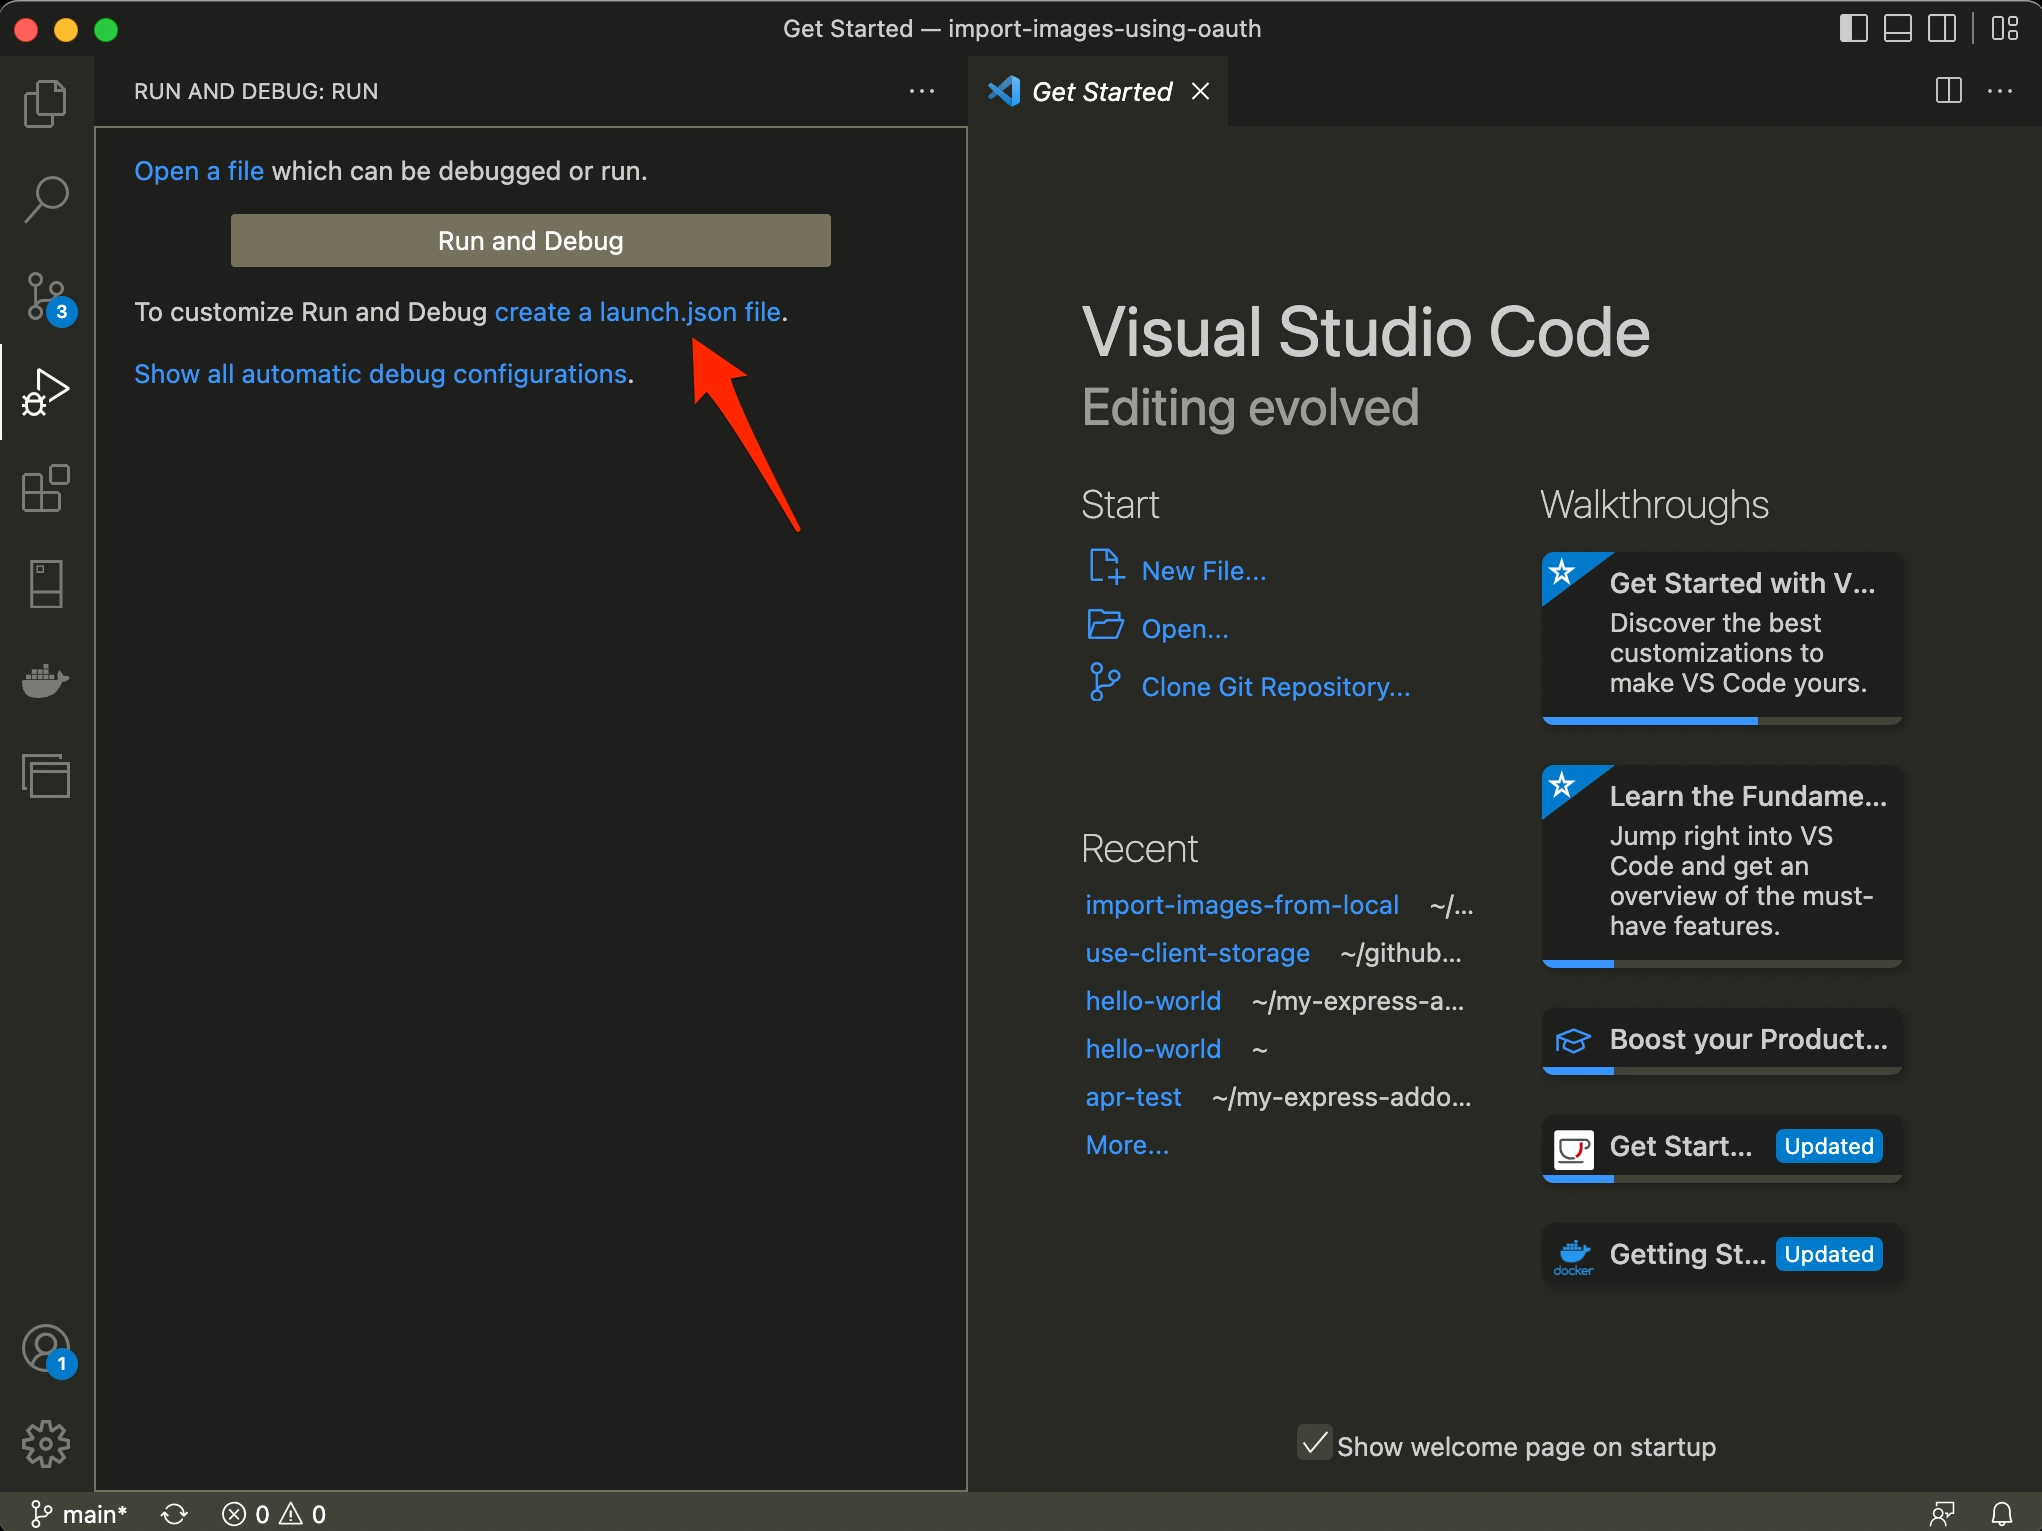 Get Started — import-images-using-oauth
RUN AND DEBUG: RUN
Get Started
Open a file which can be debugged or run.
Run and Debug
To customize Run and Debug create a launch.json file.
Show all automatic debug configurations.
3
1
Visual Studio Code
Editing evolved
Start
New File...
Open...
Clone Git Repository...
Recent
import-images-from-local ~/...
use-client-storage ~/github...
hello-world ~/my-express-a...
hello-world ~
apr-test ~/my-express-addo...
More...
Walkthroughs
Get Started with V...
Discover the best
customizations to
make VS Code yours.
Learn the Fundame...
Jump right into VS
Code and get an
overview of the must-
have features.
Boost your Product...
Get Start... Updated
docker
Getting St... Updated
Show welcome page on startup
main* 0 0